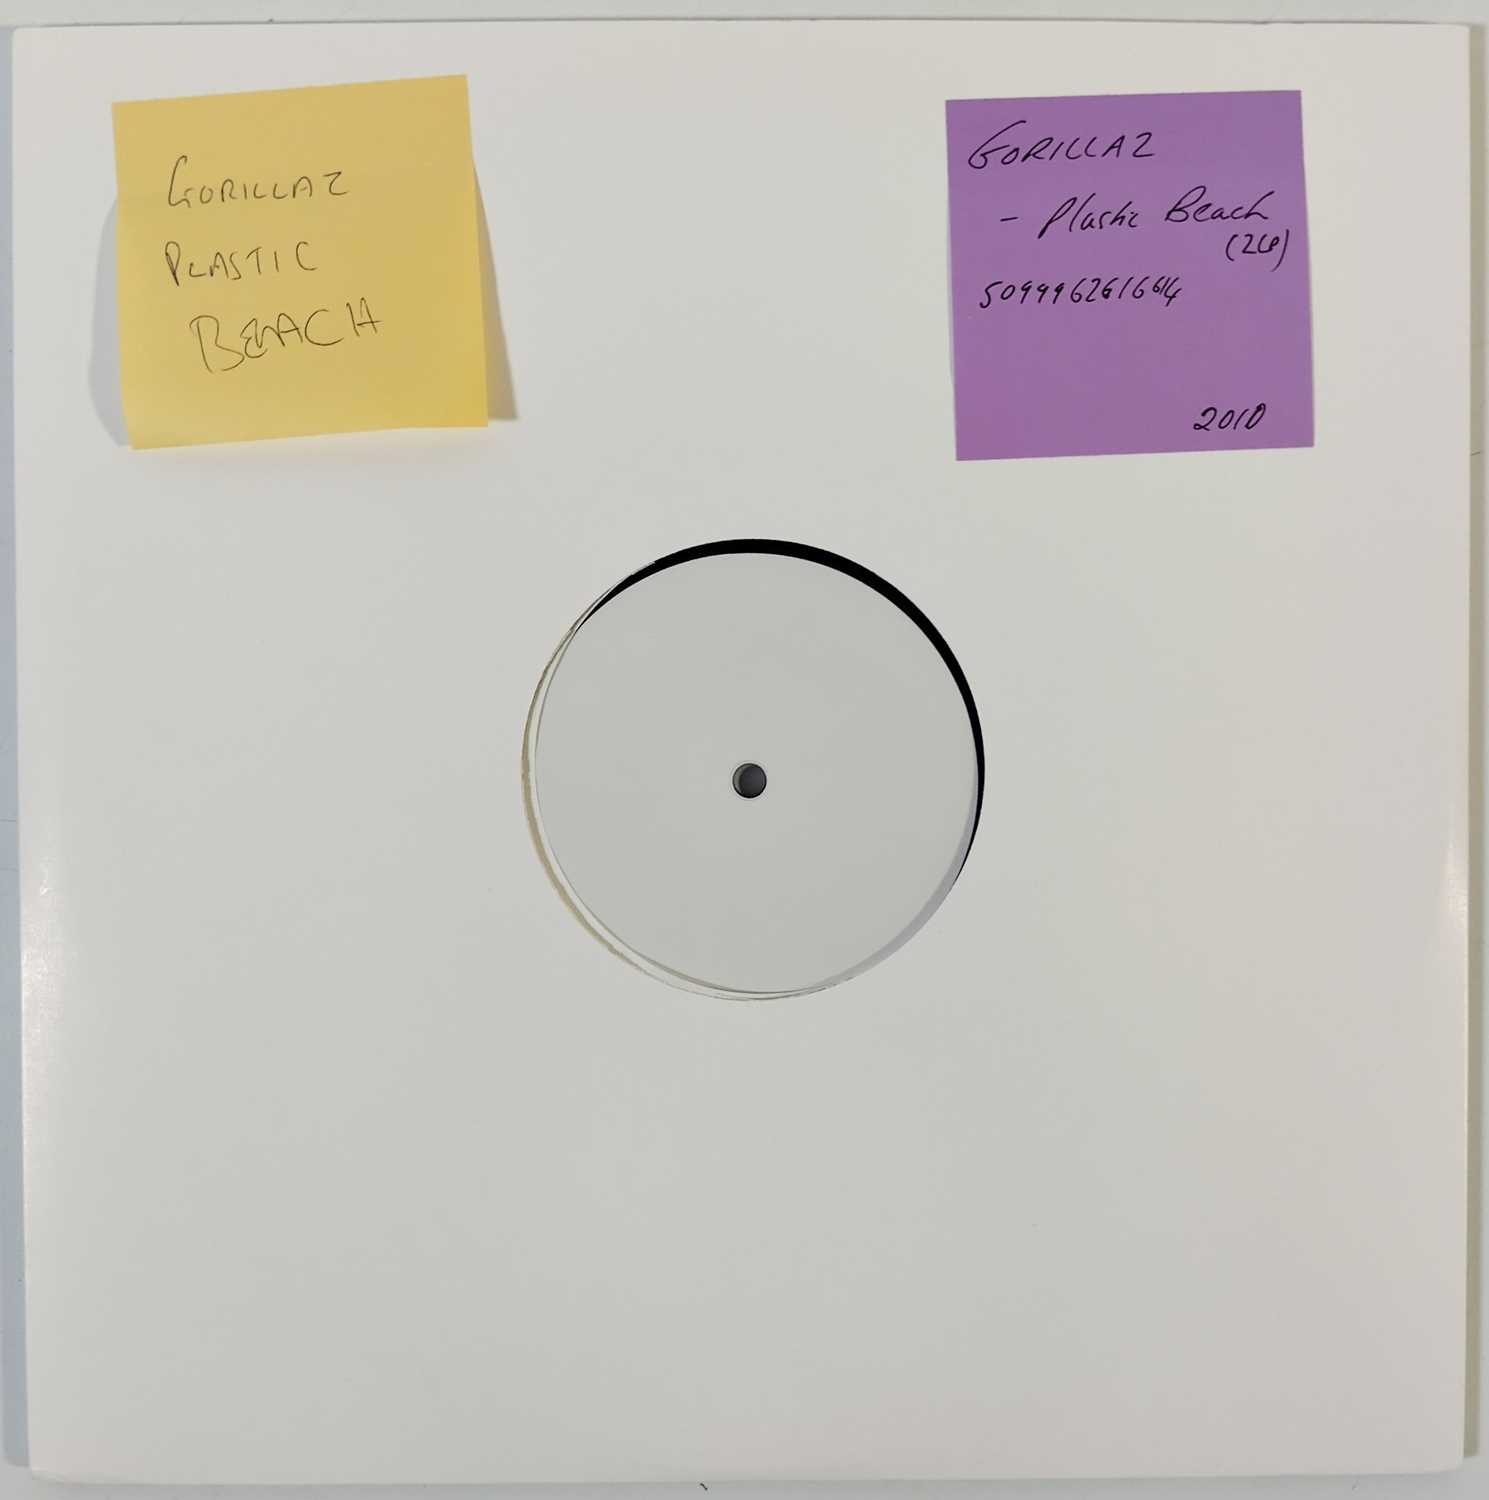 GORILLAZ
PLASTIC
BEACH
GORILLAZ
- Plastic Beach
(2LP)
5099962616614
2010